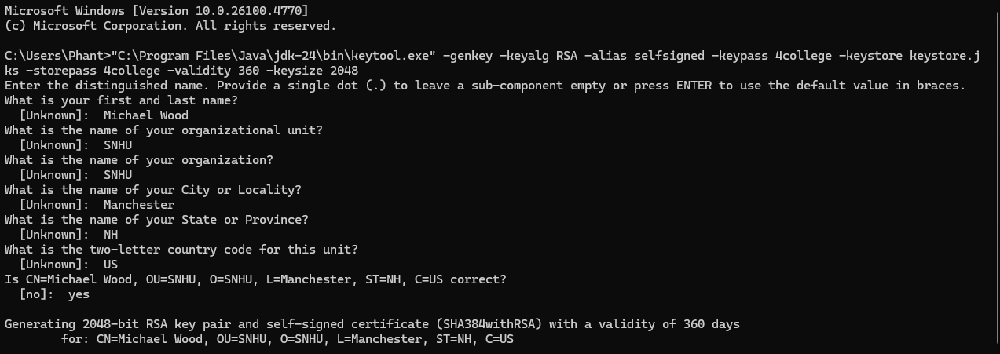 Microsoft Windows [Version 10.0.26100.4770]
(c) Microsoft Corporation. All rights reserved.

C:\Users\Phant>"C:\Program Files\Java\jdk-24\bin\keytool.exe" -genkey -keyalg RSA -alias selfsigned -keypass 4college -keystore keystore.j
ks -storepass 4college -validity 360 -keysize 2048
Enter the distinguished name. Provide a single dot (.) to leave a sub-component empty or press ENTER to use the default value in braces.
What is your first and last name?
  [Unknown]:  Michael Wood
What is the name of your organizational unit?
  [Unknown]:  SNHU
What is the name of your organization?
  [Unknown]:  SNHU
What is the name of your City or Locality?
  [Unknown]:  Manchester
What is the name of your State or Province?
  [Unknown]:  NH
What is the two-letter country code for this unit?
  [Unknown]:  US
Is CN=Michael Wood, OU=SNHU, O=SNHU, L=Manchester, ST=NH, C=US correct?
  [no]:  yes

Generating 2048-bit RSA key pair and self-signed certificate (SHA384withRSA) with a validity of 360 days
        for: CN=Michael Wood, OU=SNHU, O=SNHU, L=Manchester, ST=NH, C=US